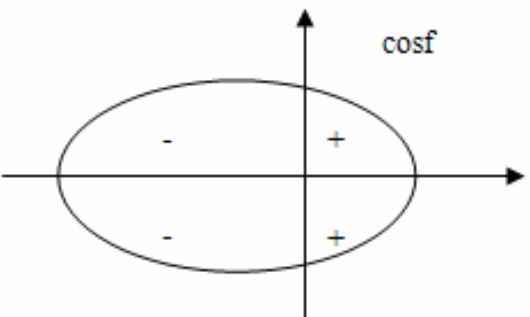 cosf
- +
- +